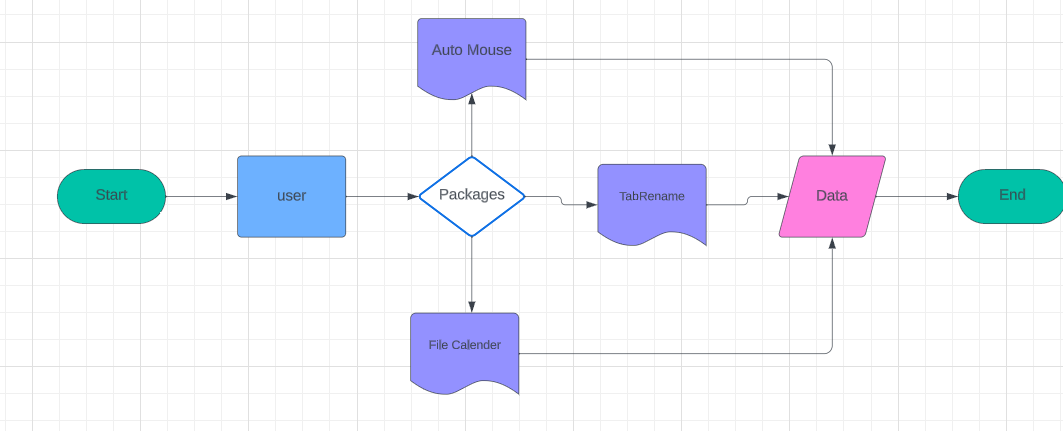 Auto Mouse
Start
user
Packages
TabRename
Data
End
File Calender